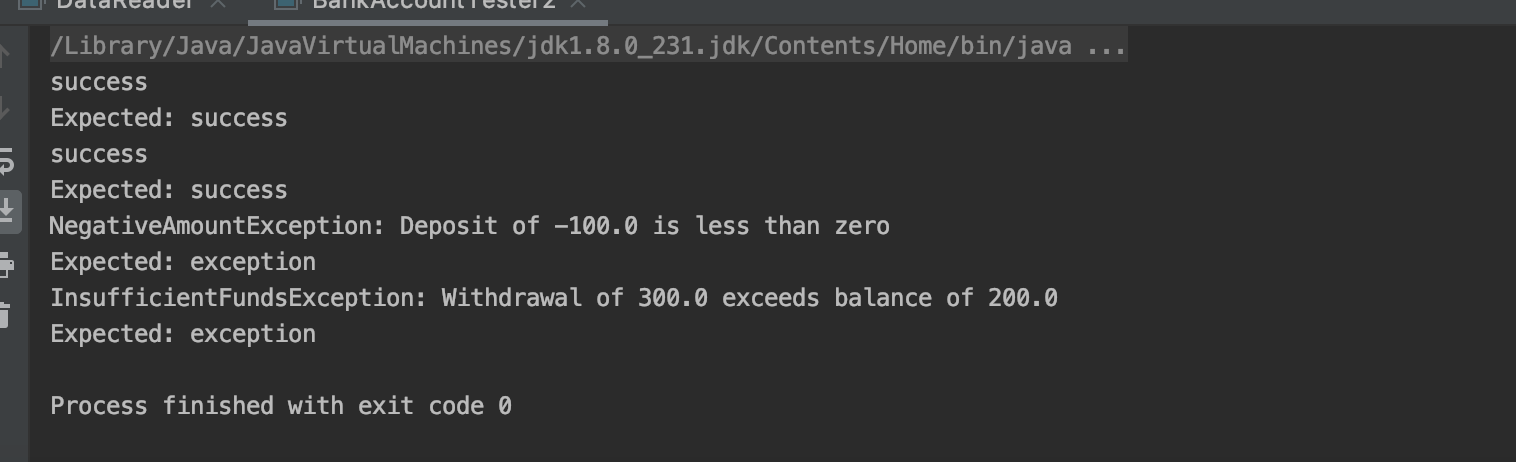 DataReader
BankAccountTester2
/Library/Java/JavaVirtualMachines/jdk1.8.0_231.jdk/Contents/Home/bin/java ...
success
Expected: success
success
Expected: success
NegativeAmountException: Deposit of -100.0 is less than zero
Expected: exception
InsufficientFundsException: Withdrawal of 300.0 exceeds balance of 200.0
Expected: exception
Process finished with exit code 0